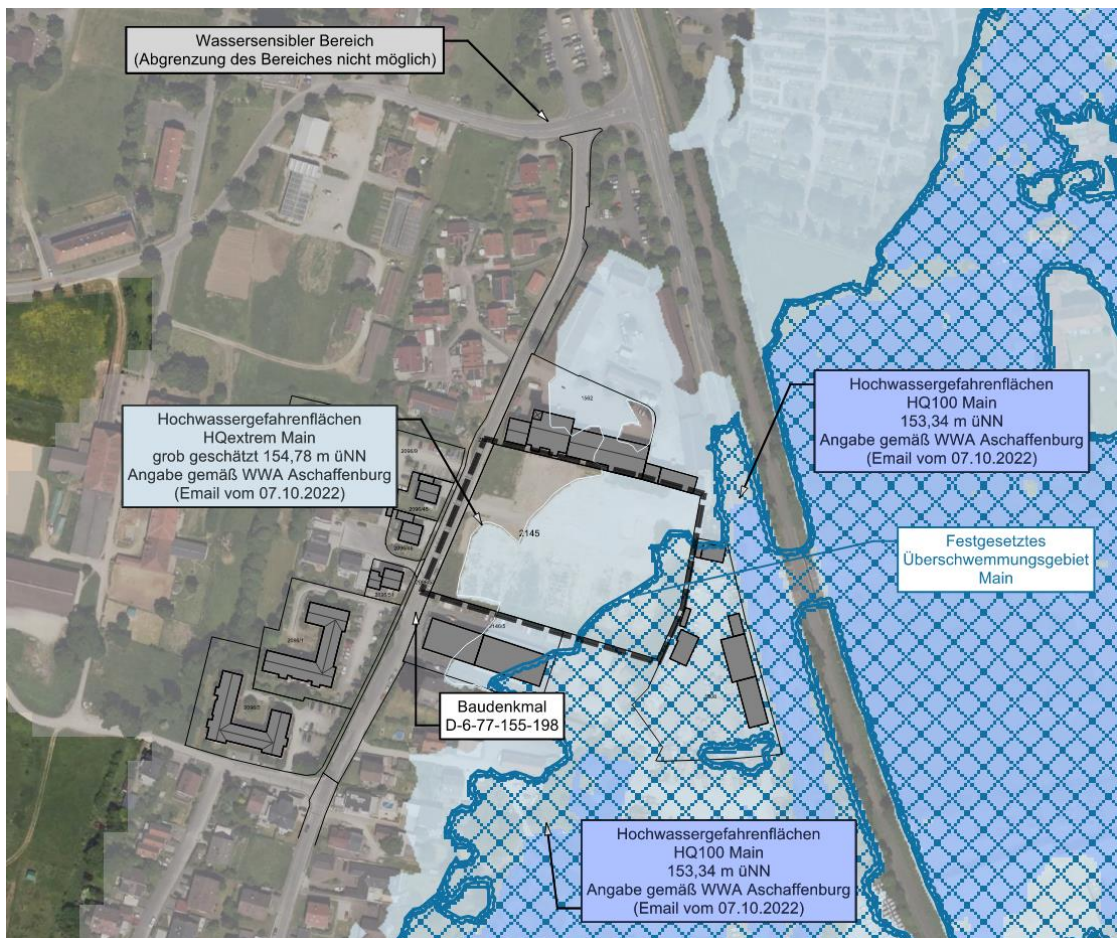 Wassersensibler Bereich
(Abgrenzung des Bereiches nicht möglich)
Hochwassergefahrenflächen
HQ100 Main
153,34 m üNN
Angabe gemäß WWA Aschaffenburg
(Email vom 07.10.2022)
Hochwassergefahrenflächen
HQextrem Main
grob geschätzt 154,78 m üNN
Angabe gemäß WWA Aschaffenburg
(Email vom 07.10.2022)
2145
Festgesetztes
Überschwemmungsgebiet
Main
Baudenkmal
D-6-77-155-198
Hochwassergefahrenflächen
HQ100 Main
153,34 m üNN
Angabe gemäß WWA Aschaffenburg
(Email vom 07.10.2022)